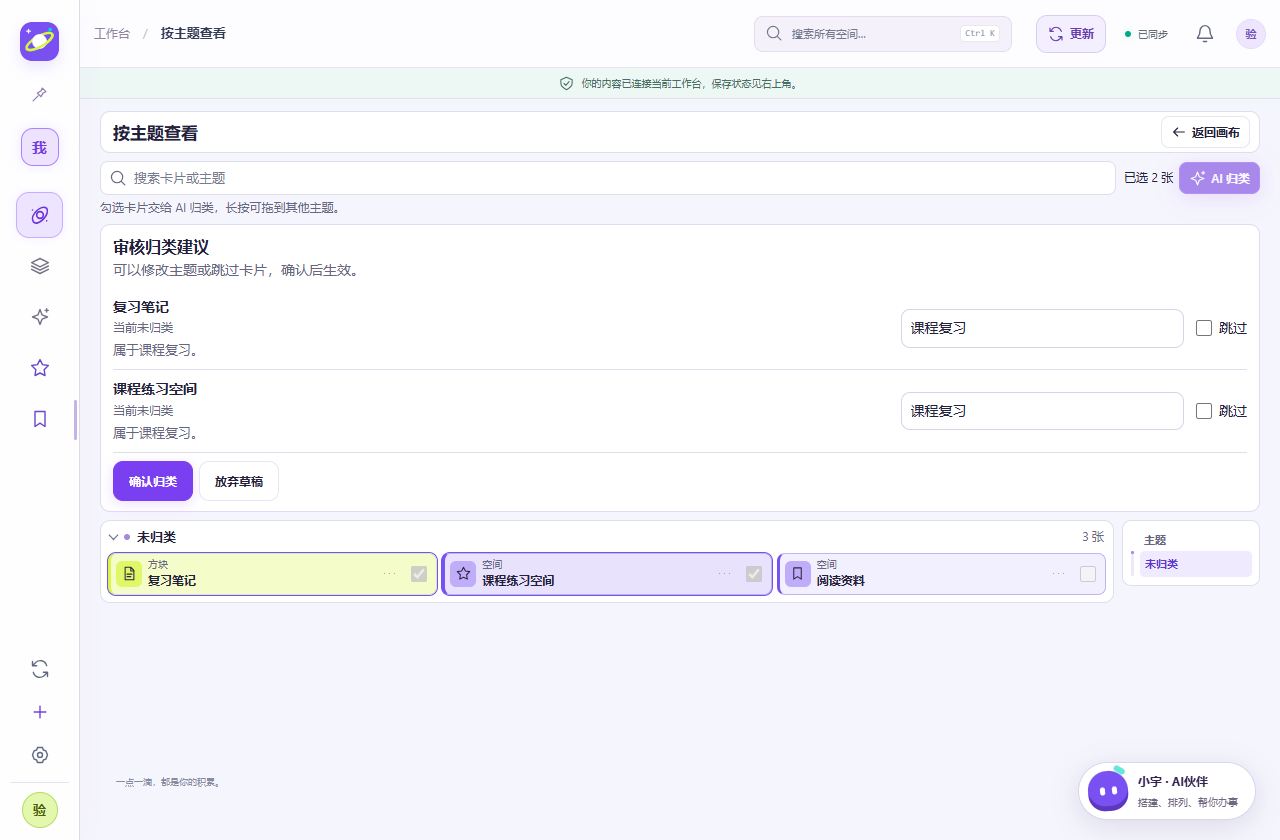 工作台 / 按主题查看
搜索所有空间... Ctrl K
更新
已同步
验
我
你的内容已连接当前工作台，保存状态见右上角。
按主题查看
返回画布
搜索卡片或主题
已选 2 张
AI 归类
勾选卡片交给 AI 归类，长按可拖到其他主题。
审核归类建议
可以修改主题或跳过卡片，确认后生效。
复习笔记
当前未归类
属于课程复习。
课程复习
跳过
课程练习空间
当前未归类
属于课程复习。
课程复习
跳过
确认归类
放弃草稿
未归类
3 张
方块
复习笔记
空间
课程练习空间
空间
阅读资料
主题
未归类
一点一滴，都是你的积累。
小宇 · AI伙伴
搭建、排列、帮你办事
验